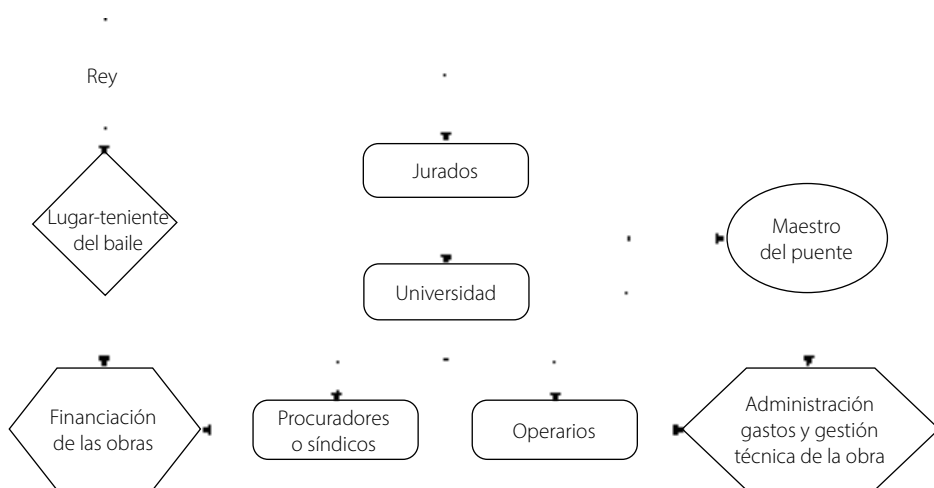 Rey
Jurados
Lugar-teniente
del baile
Maestro
del puente
Universidad
Financiación
de las obras
Procuradores
o síndicos
Operarios
Administración
gastos y gestión
técnica de la obra